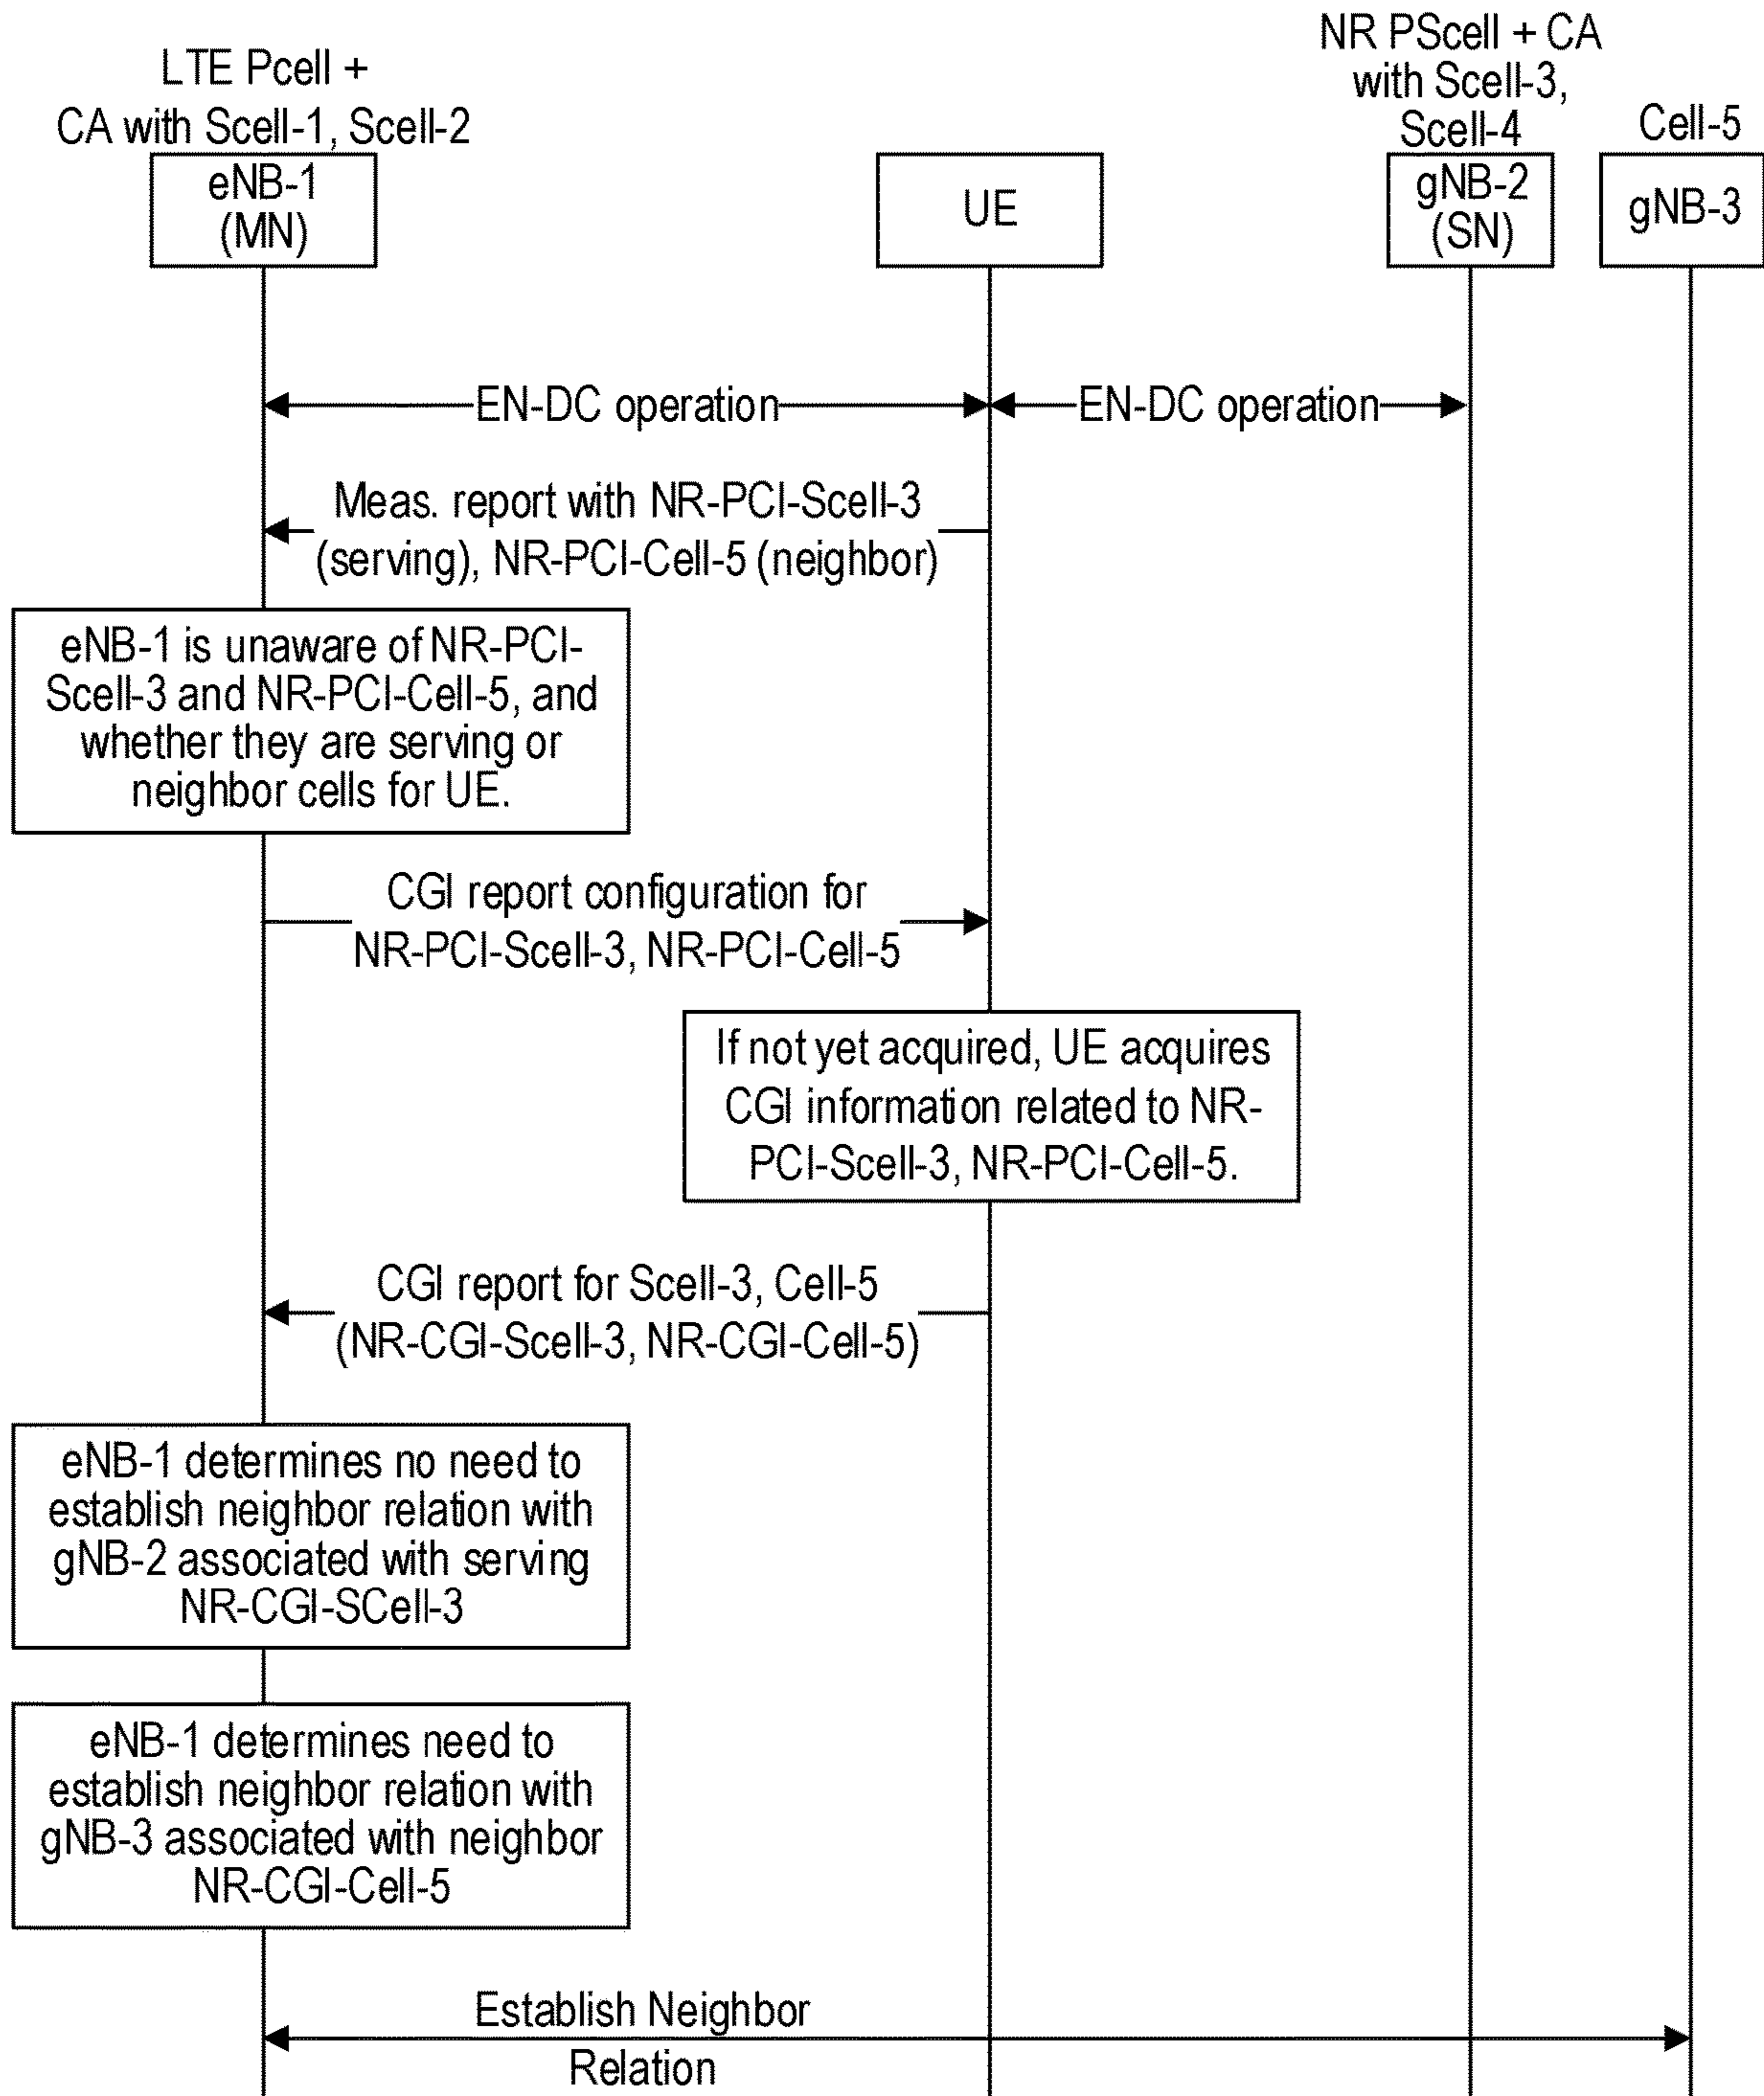 LTE Pcell +
CA with Scell-1, Scell-2
NR PScell + CA
with Scell-3,
Scell-4
Cell-5
eNB-1
(MN)
UE
gNB-2
(SN)
gNB-3
EN-DC operation
EN-DC operation
Meas. report with NR-PCI-Scell-3
(serving), NR-PCI-Cell-5 (neighbor)
eNB-1 is unaware of NR-PCI-
Scell-3 and NR-PCI-Cell-5, and
whether they are serving or
neighbor cells for UE.
CGI report configuration for
NR-PCI-Scell-3, NR-PCI-Cell-5
If not yet acquired, UE acquires
CGI information related to NR-
PCI-Scell-3, NR-PCI-Cell-5.
CGI report for Scell-3, Cell-5
(NR-CGI-Scell-3, NR-CGI-Cell-5)
eNB-1 determines no need to
establish neighbor relation with
gNB-2 associated with serving
NR-CGI-SCell-3
eNB-1 determines need to
establish neighbor relation with
gNB-3 associated with neighbor
NR-CGI-Cell-5
Establish Neighbor
Relation